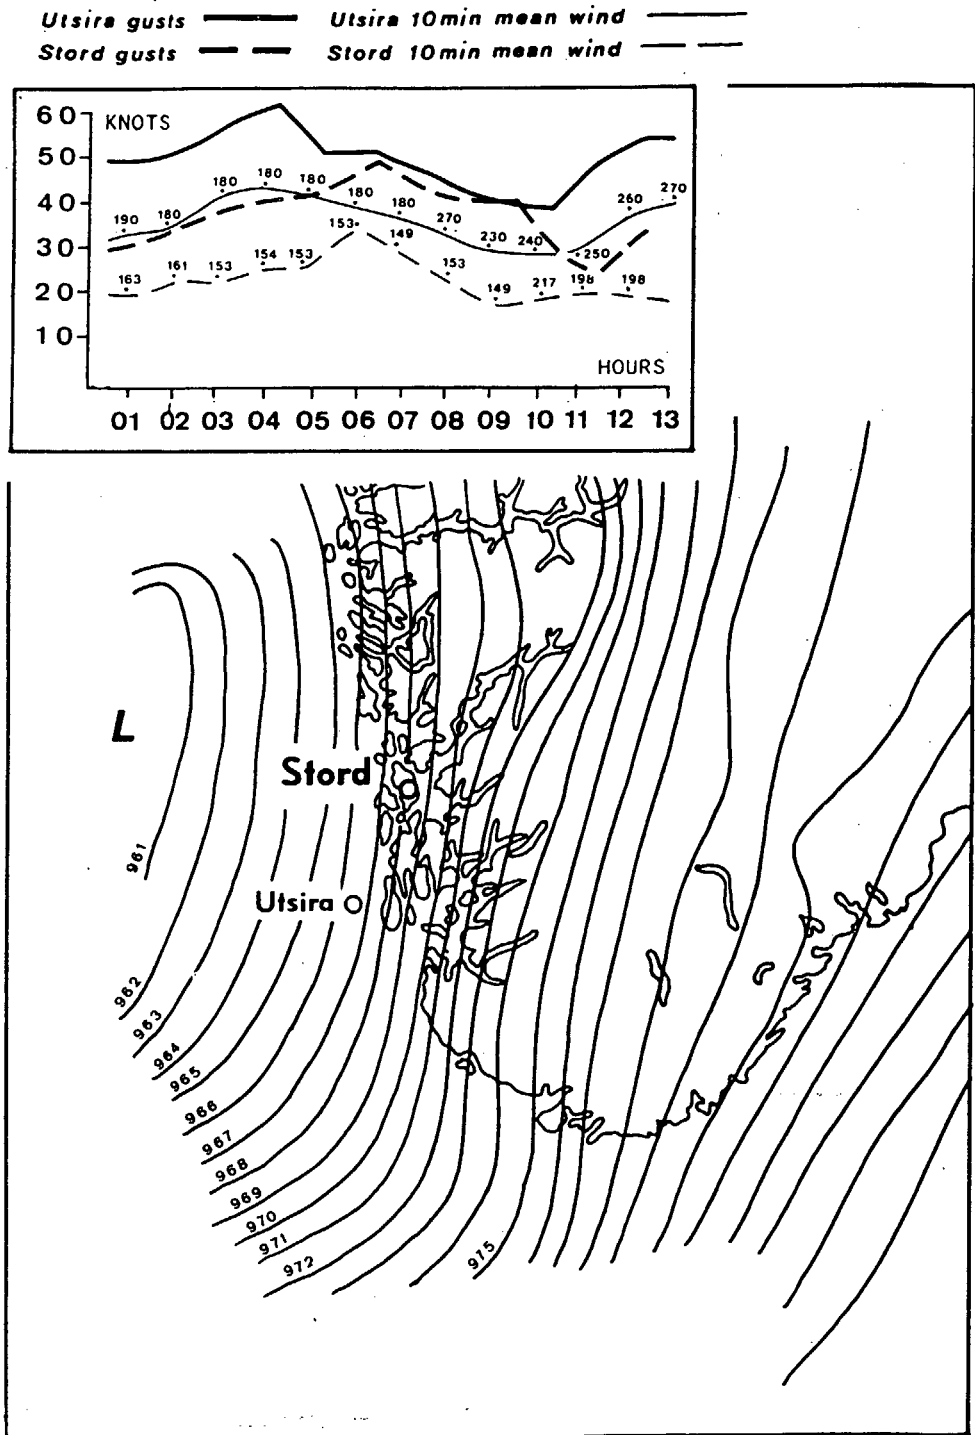 Utsira gusts Utsira 10min mean wind
Stord gusts Stord 10min mean wind
KNOTS
60
50
40
30
20
10
190 180 180 180 180 180 180 270 230 240 250 260 270
163 161 153 154 153 153 149 153 149 217 198 198
HOURS
01 02 03 04 05 06 07 08 09 10 11 12 13
L
Stord
Utsira
961
962
963
964
965
966
967
968
969
970
971
972
975